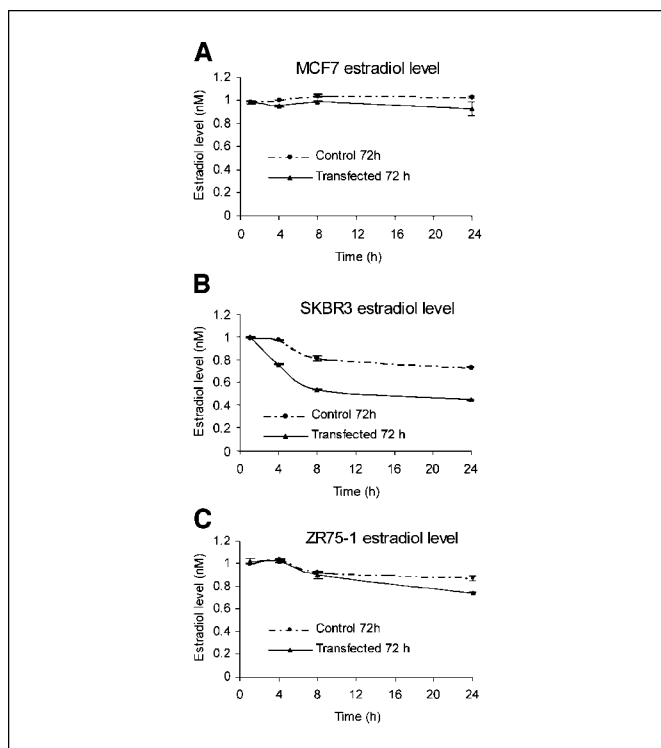 A
MCF7 estradiol level
Estradiol level (nM)
1.2
1
0.8
0.6
0.4
0.2
0
Control 72h
Transfected 72 h
0 4 8 12 16 20 24
Time (h)
B
SKBR3 estradiol level
Estradiol level (nM)
1.2
1
0.8
0.6
0.4
0.2
0
Control 72h
Transfected 72 h
0 4 8 12 16 20 24
Time (h)
C
ZR75-1 estradiol level
Estradiol level (nM)
1.2
1
0.8
0.6
0.4
0.2
0
Control 72h
Transfected 72 h
0 4 8 12 16 20 24
Time (h)